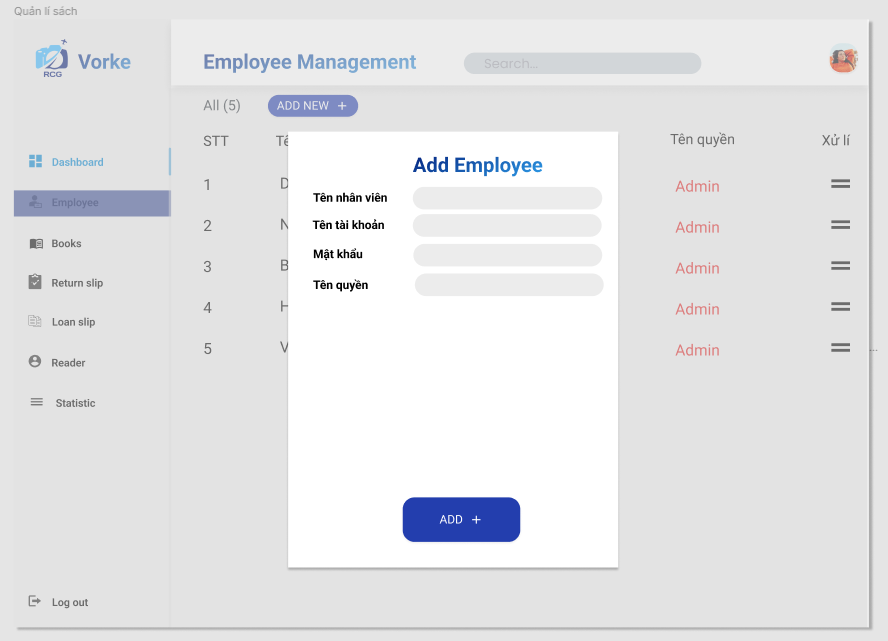 Quản lí sách
RCG
Vorke
Employee Management
Search...
All (5)
ADD NEW +
STT
Tên quyền
Xử lí
Dashboard
Employee
Books
Return slip
Loan slip
Reader
Statistic
Log out
1
Admin
2
Admin
3
Admin
4
Admin
5
Admin
Add Employee
Tên nhân viên
Tên tài khoản
Mật khẩu
Tên quyền
ADD +